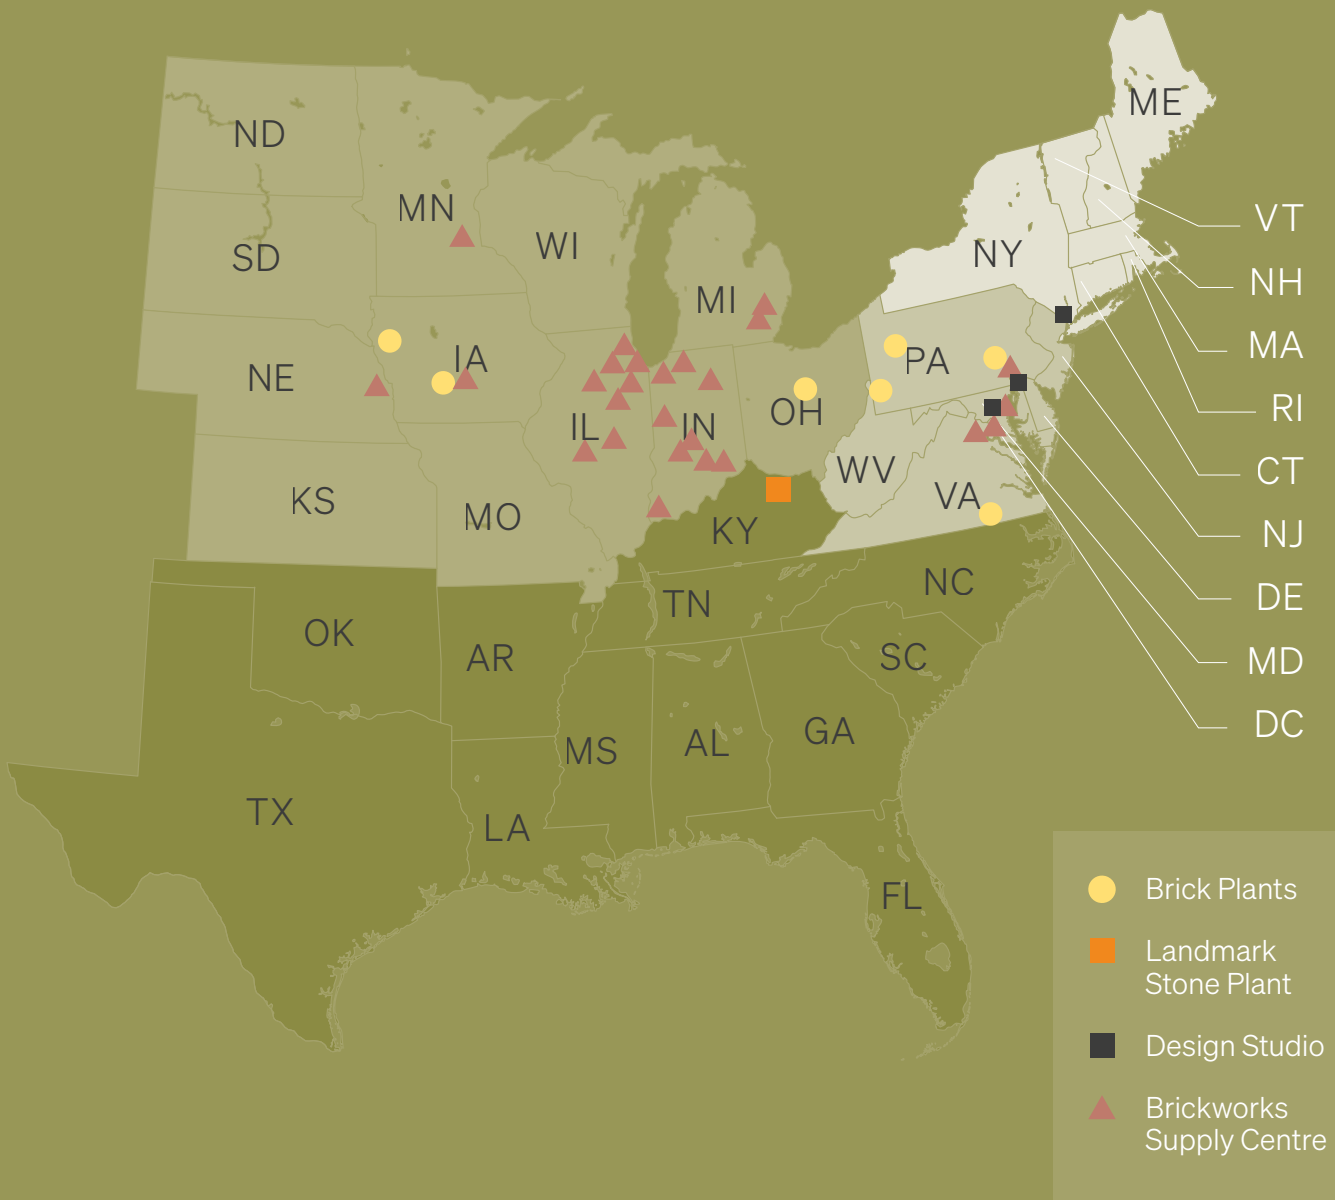 ME
ND
VT
MN
WI
NY
SD
NH
MI
MA
IA
PA
NE
RI
OH
IL
IN
CT
WV
VA
KS
MO
KY
NJ
NC
DE
TN
OK
AR
SC
MD
DC
GA
AL
MS
TX
LA
FL
Brick Plants
Landmark
Stone Plant
Design Studio
Brickworks
Supply Centre